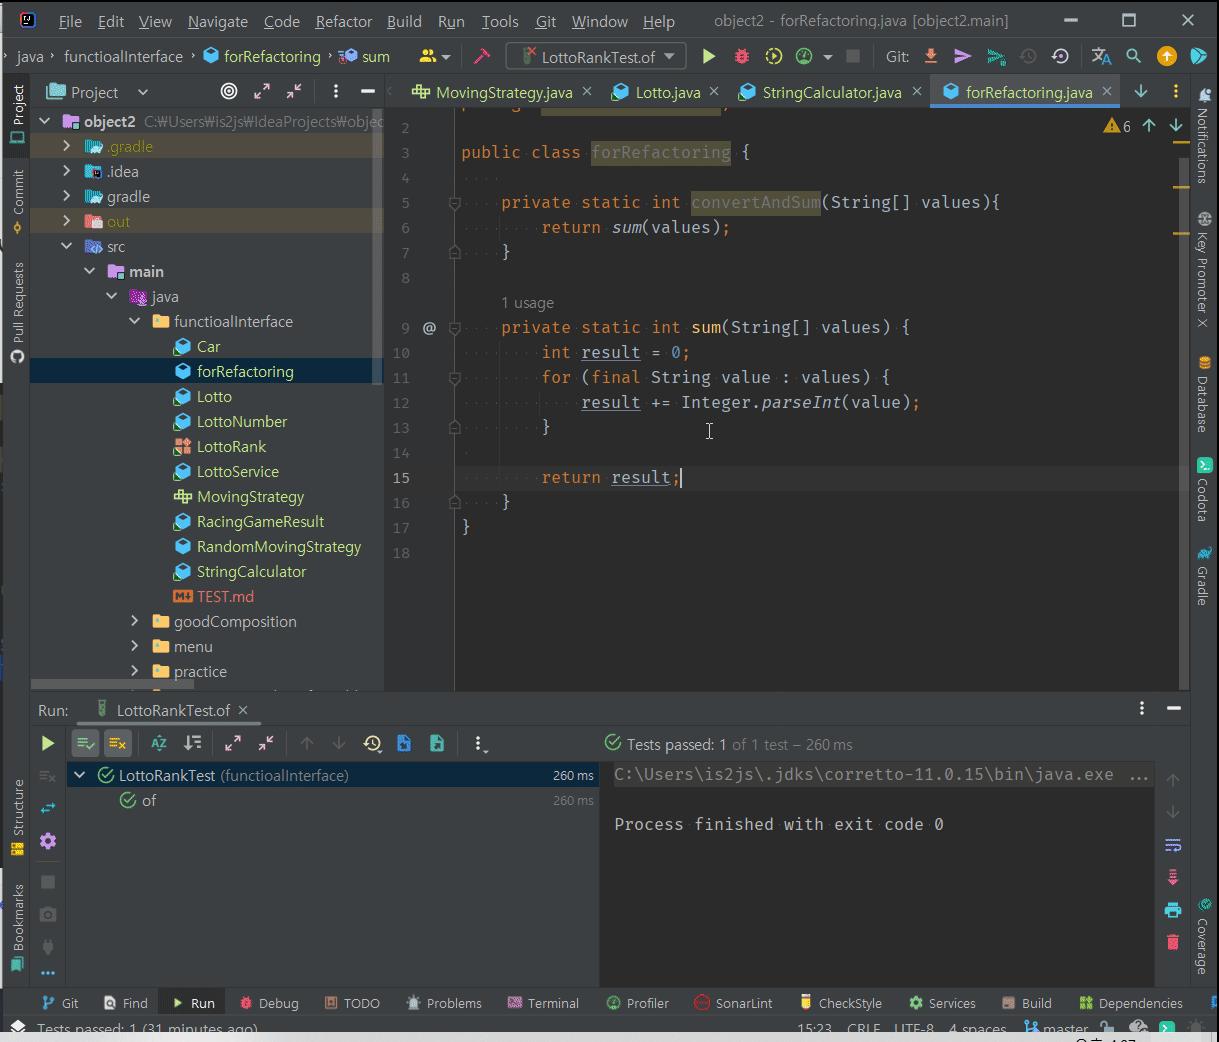 File Edit View Navigate Code Refactor Build Run Tools Git Window Help object2 - forRefactoring.java [object2.main]
java functioalInterface forRefactoring sum LottoRankTest.of Git:
Project
MovingStrategy.java Lotto.java StringCalculator.java forRefactoring.java
object2 C:₩Users₩is2js₩IdeaProjects₩objec
.gradle
.idea
gradle
out
src
main
java
functioalInterface
Car
forRefactoring
Lotto
LottoNumber
LottoRank
LottoService
MovingStrategy
RacingGameResult
RandomMovingStrategy
StringCalculator
TEST.md
goodComposition
menu
practice
6
2
3 public class forRefactoring {
4
5 private static int convertAndSum(String[] values){
6 return sum(values);
7 }
8
1 usage
9 @ private static int sum(String[] values) {
10 int result = 0;
11 for (final String value : values) {
12 result += Integer.parseInt(value);
13 }
14
15 return result;
16 }
17 }
18
Project
Commit
Pull Requests
Structure
Bookmarks
Notifications
Key Promoter X
Database
Codota
Gradle
Coverage
Run: LottoRankTest.of
Tests passed: 1 of 1 test – 260 ms
LottoRankTest (functioalInterface) 260 ms
of 260 ms
C:\Users\is2js\.jdks\corretto-11.0.15\bin\java.exe ...
Process finished with exit code 0
Git Find Run Debug TODO Problems Terminal Profiler SonarLint CheckStyle Services Build Dependencies
Tests passed: 1 (31 minutes ago) 15:23 CRLF UTF-8 4 spaces master